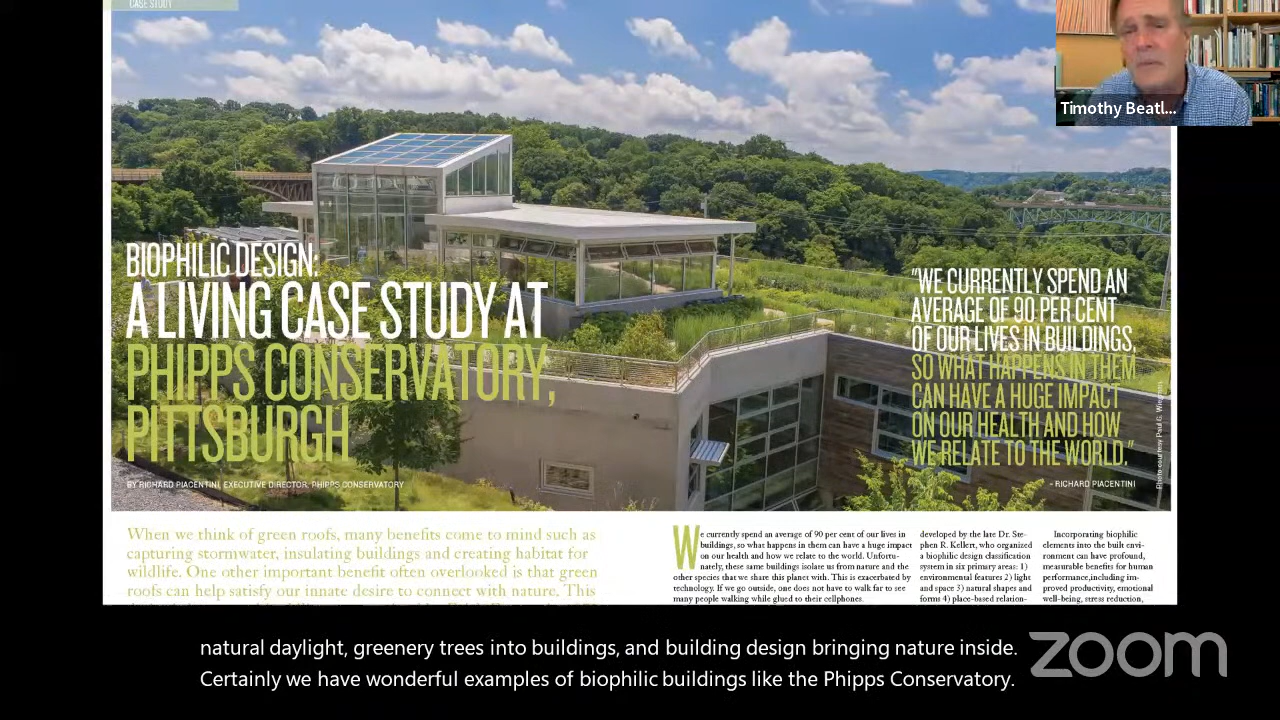 CASE STUDY
Timothy Beatl...
BIOPHILIC DESIGN:
A LIVING CASE STUDY AT
PHIPPS CONSERVATORY,
PITTSBURGH
BY RICHARD PIACENTINI, EXECUTIVE DIRECTOR, PHIPPS CONSERVATORY
"WE CURRENTLY SPEND AN
AVERAGE OF 90 PER CENT
OF OUR LIVES IN BUILDINGS,
SO WHAT HAPPENS IN THEM
CAN HAVE A HUGE IMPACT
ON OUR HEALTH AND HOW
WE RELATE TO THE WORLD."
- RICHARD PIACENTINI
Photo courtesy Paul G.
When we think of green roofs, many benefits come to mind such as
capturing stormwater, insulating buildings and creating habitat for
wildlife. One other important benefit often overlooked is that green
roofs can help satisfy our innate desire to connect with nature. This
We currently spend an average of 90 per cent of our lives in
buildings, so what happens in them can have a huge impact
on our health and how we relate to the world. Unfortu-
nately, these same buildings isolate us from nature and the
other species that we share this planet with. This is exacerbated by
technology. If we go outside, one does not have to walk far to see
many people walking while glued to their cellphones.
developed by the late Dr. Ste-
phen R. Kellert, who organized
a biophilic design classification
system in six primary areas: 1)
environmental features 2) light
and space 3) natural shapes and
forms 4) place-based relation-
Incorporating biophilic
elements into the built envi-
ronment can have profound,
measurable benefits for human
performance,including im-
proved productivity, emotional
well-being, stress reduction,
natural daylight, greenery trees into buildings, and building design bringing nature inside.
Certainly we have wonderful examples of biophilic buildings like the Phipps Conservatory.
zoom